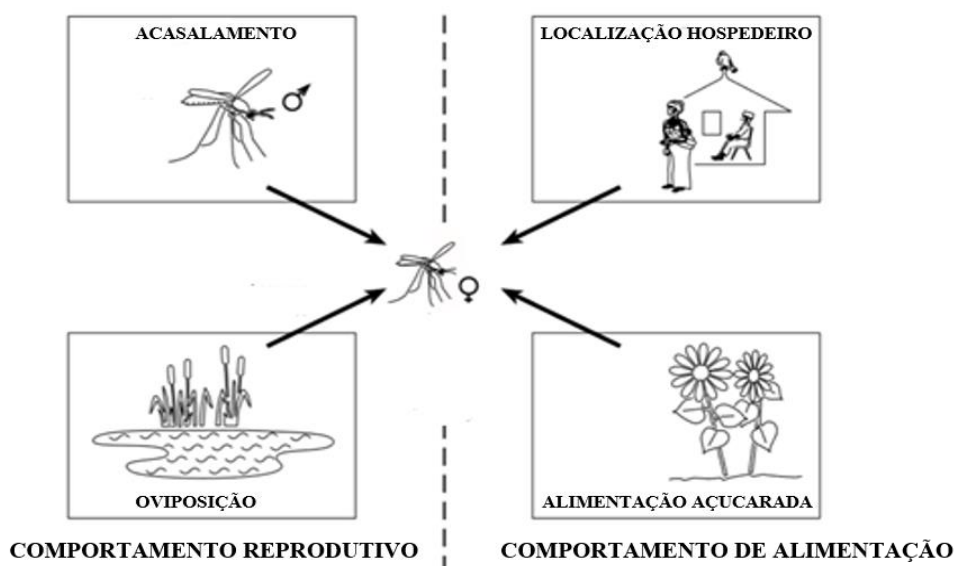 ACASALAMENTO
LOCALIZAÇÃO HOSPEDEIRO
OVIPOSIÇÃO
ALIMENTAÇÃO AÇUCARADA
COMPORTAMENTO REPRODUTIVO
COMPORTAMENTO DE ALIMENTAÇÃO